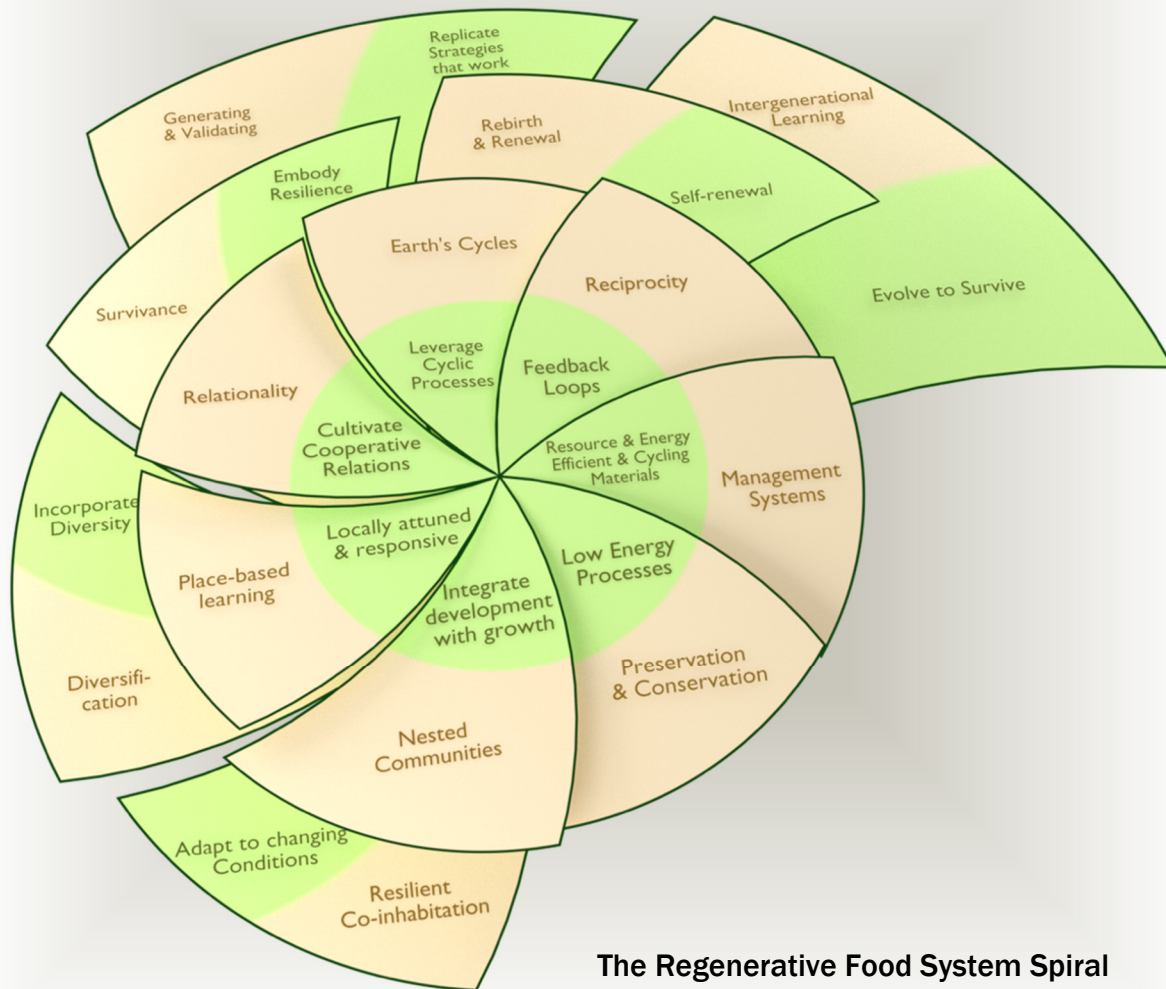 Replicate
Strategies
that work
Generating
& Validating
Intergenerational
Learning
Rebirth
& Renewal
Embody
Resilience
Self-renewal
Earth's Cycles
Reciprocity
Evolve to Survive
Survivance
Leverage
Cyclic
Processes
Feedback
Loops
Relationality
Cultivate
Cooperative
Relations
Resource & Energy
Efficient & Cycling
Materials
Management
Systems
Incorporate
Diversity
Locally attuned
& responsive
Low Energy
Processes
Place-based
learning
Integrate
development
with growth
Diversifi-
cation
Preservation
& Conservation
Nested
Communities
Adapt to changing
Conditions
Resilient
Co-inhabitation
The Regenerative Food System Spiral